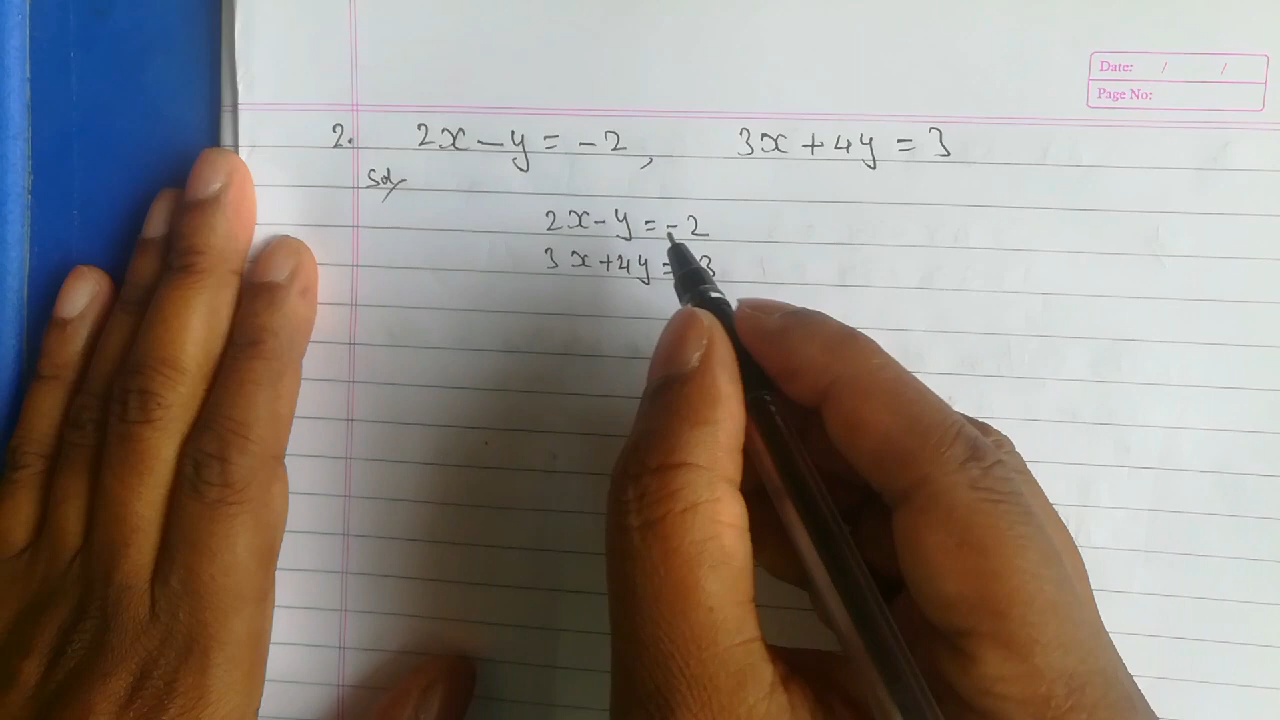 Date: / /
Page No:
2. 2x - y = -2, 3x + 4y = 3
Sol/
2x - y = -2
3x + 4y = 3